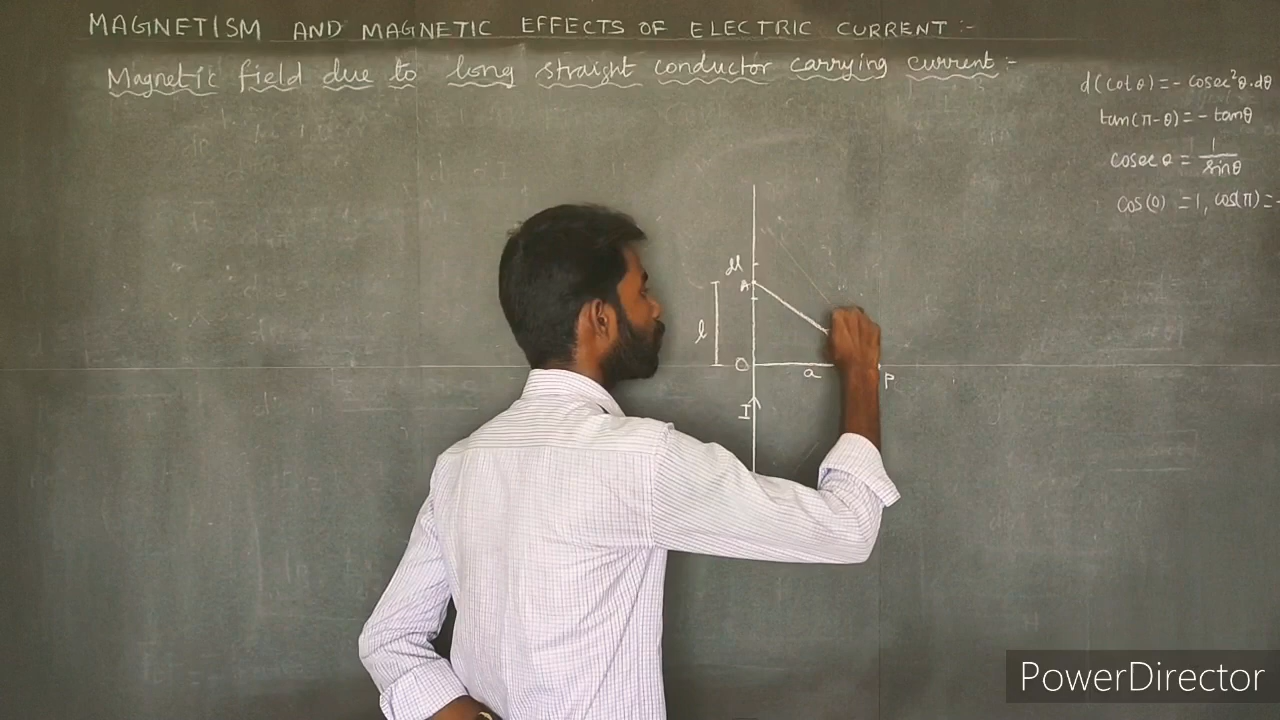 MAGNETISM AND MAGNETIC EFFECTS OF ELECTRIC CURRENT :-
Magnetic field due to long straight conductor carrying current :-
d(cotθ) = - cosec²θ.dθ
tan(π-θ) = - tanθ
cosec θ = 1/sinθ
cos(0) = 1, cos(π) = -
dl
A
l
O
a
P
I
PowerDirector